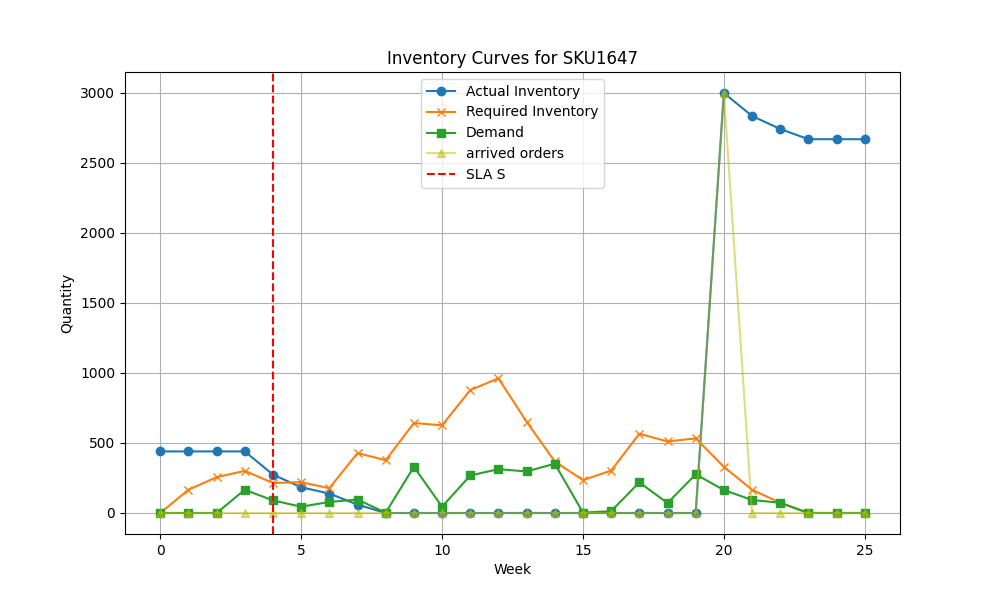 Inventory Curves for SKU1647
Actual Inventory
Required Inventory
Demand
arrived orders
SLA S
3000
2500
2000
1500
1000
500
0
Quantity
0 5 10 15 20 25
Week